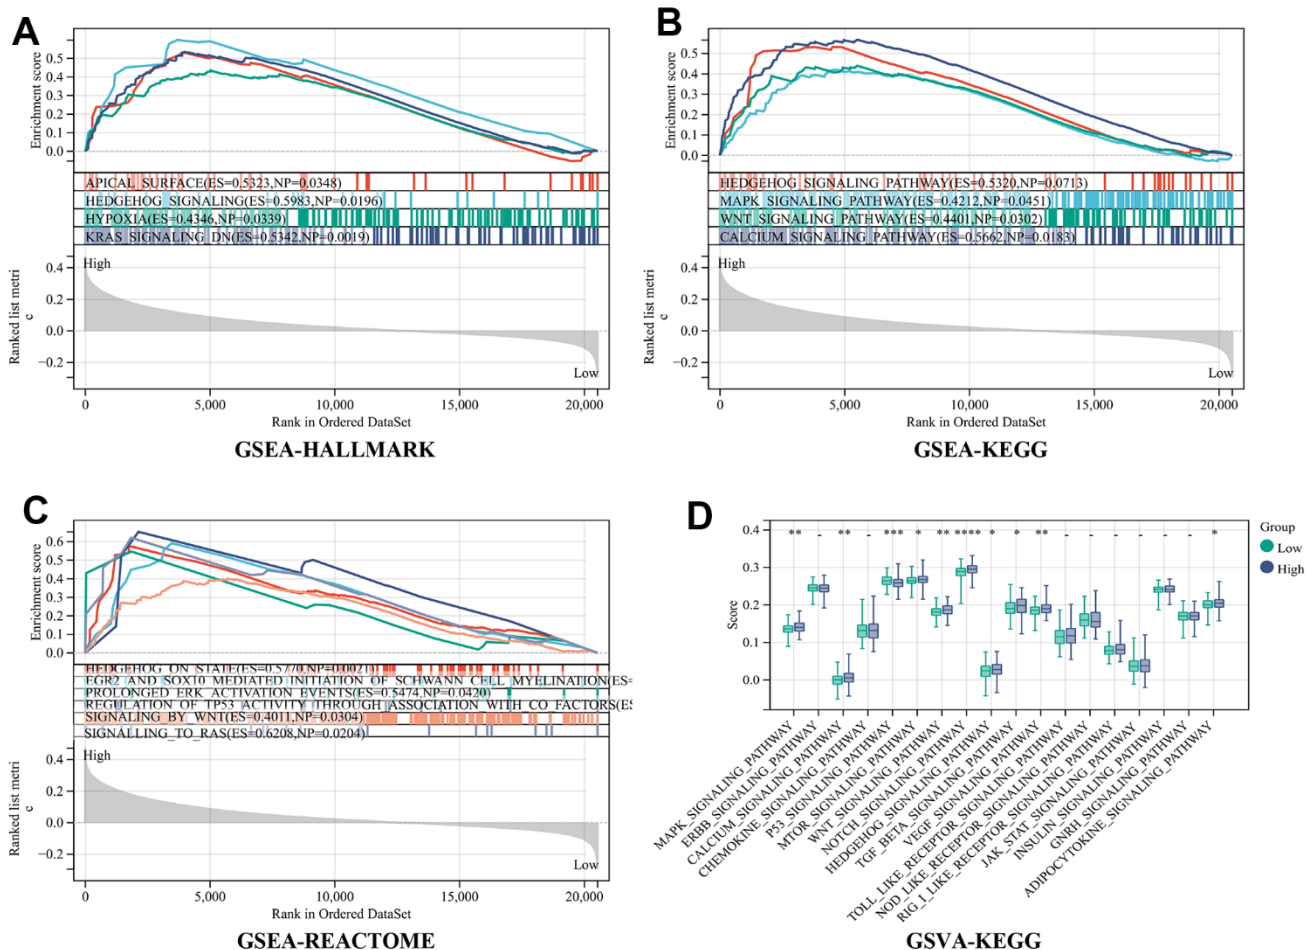 A
Enrichment score
0.5
0.4
0.3
0.2
0.1
0.0
APICAL_SURFACE(ES=0.5323,NP=0.0348)
HEDGEHOG_SIGNALING(ES=0.5983,NP=0.0196)
HYPOXIA(ES=0.4346,NP=0.0339)
KRAS_SIGNALING_DN(ES=0.5342,NP=0.0019)
High
Ranked list metri
c
0.4
0.2
0.0
−0.2
Low
0
5,000
10,000
15,000
20,000
Rank in Ordered DataSet
GSEA-HALLMARK
B
Enrichment score
0.5
0.4
0.3
0.2
0.1
0.0
HEDGEHOG_SIGNALING_PATHWAY(ES=0.5320,NP=0.0713)
MAPK_SIGNALING_PATHWAY(ES=0.4212,NP=0.0451)
WNT_SIGNALING_PATHWAY(ES=0.4401,NP=0.0302)
CALCIUM_SIGNALING_PATHWAY(ES=0.5662,NP=0.0183)
High
Ranked list metri
c
0.4
0.2
0.0
−0.2
Low
0
5,000
10,000
15,000
20,000
Rank in Ordered DataSet
GSEA-KEGG
C
Enrichment score
0.6
0.5
0.4
0.3
0.2
0.1
0.0
HEDGEHOG_ON_STATE(ES=0.5770,NP=0.0021)
EGR2_AND_SOX10_MEDIATED_INITIATION_OF_SCHWANN_CELL_MYELINATION(ES=
PROLONGED_ERK_ACTIVATION_EVENTS(ES=0.5474,NP=0.0420)
REGULATION_OF_TP53_ACTIVITY_THROUGH_ASSOCIATION_WITH_CO_FACTORS(ES
SIGNALING_BY_WNT(ES=0.4011,NP=0.0304)
SIGNALLING_TO_RAS(ES=0.6208,NP=0.0204)
High
Ranked list metri
c
0.4
0.2
0.0
−0.2
Low
0
5,000
10,000
15,000
20,000
Rank in Ordered DataSet
GSEA-REACTOME
D
Score
0.4
0.3
0.2
0.1
0.0
** - ** - *** * ** **** * * ** - - - - - - *
Group
Low
High
MAPK_SIGNALING_PATHWAY
ERBB_SIGNALING_PATHWAY
CALCIUM_SIGNALING_PATHWAY
CHEMOKINE_SIGNALING_PATHWAY
P53_SIGNALING_PATHWAY
MTOR_SIGNALING_PATHWAY
WNT_SIGNALING_PATHWAY
NOTCH_SIGNALING_PATHWAY
HEDGEHOG_SIGNALING_PATHWAY
TGF_BETA_SIGNALING_PATHWAY
VEGF_SIGNALING_PATHWAY
TOLL_LIKE_RECEPTOR_SIGNALING_PATHWAY
NOD_LIKE_RECEPTOR_SIGNALING_PATHWAY
RIG_I_LIKE_RECEPTOR_SIGNALING_PATHWAY
JAK_STAT_SIGNALING_PATHWAY
INSULIN_SIGNALING_PATHWAY
GNRH_SIGNALING_PATHWAY
ADIPOCYTOKINE_SIGNALING_PATHWAY
GSVA-KEGG